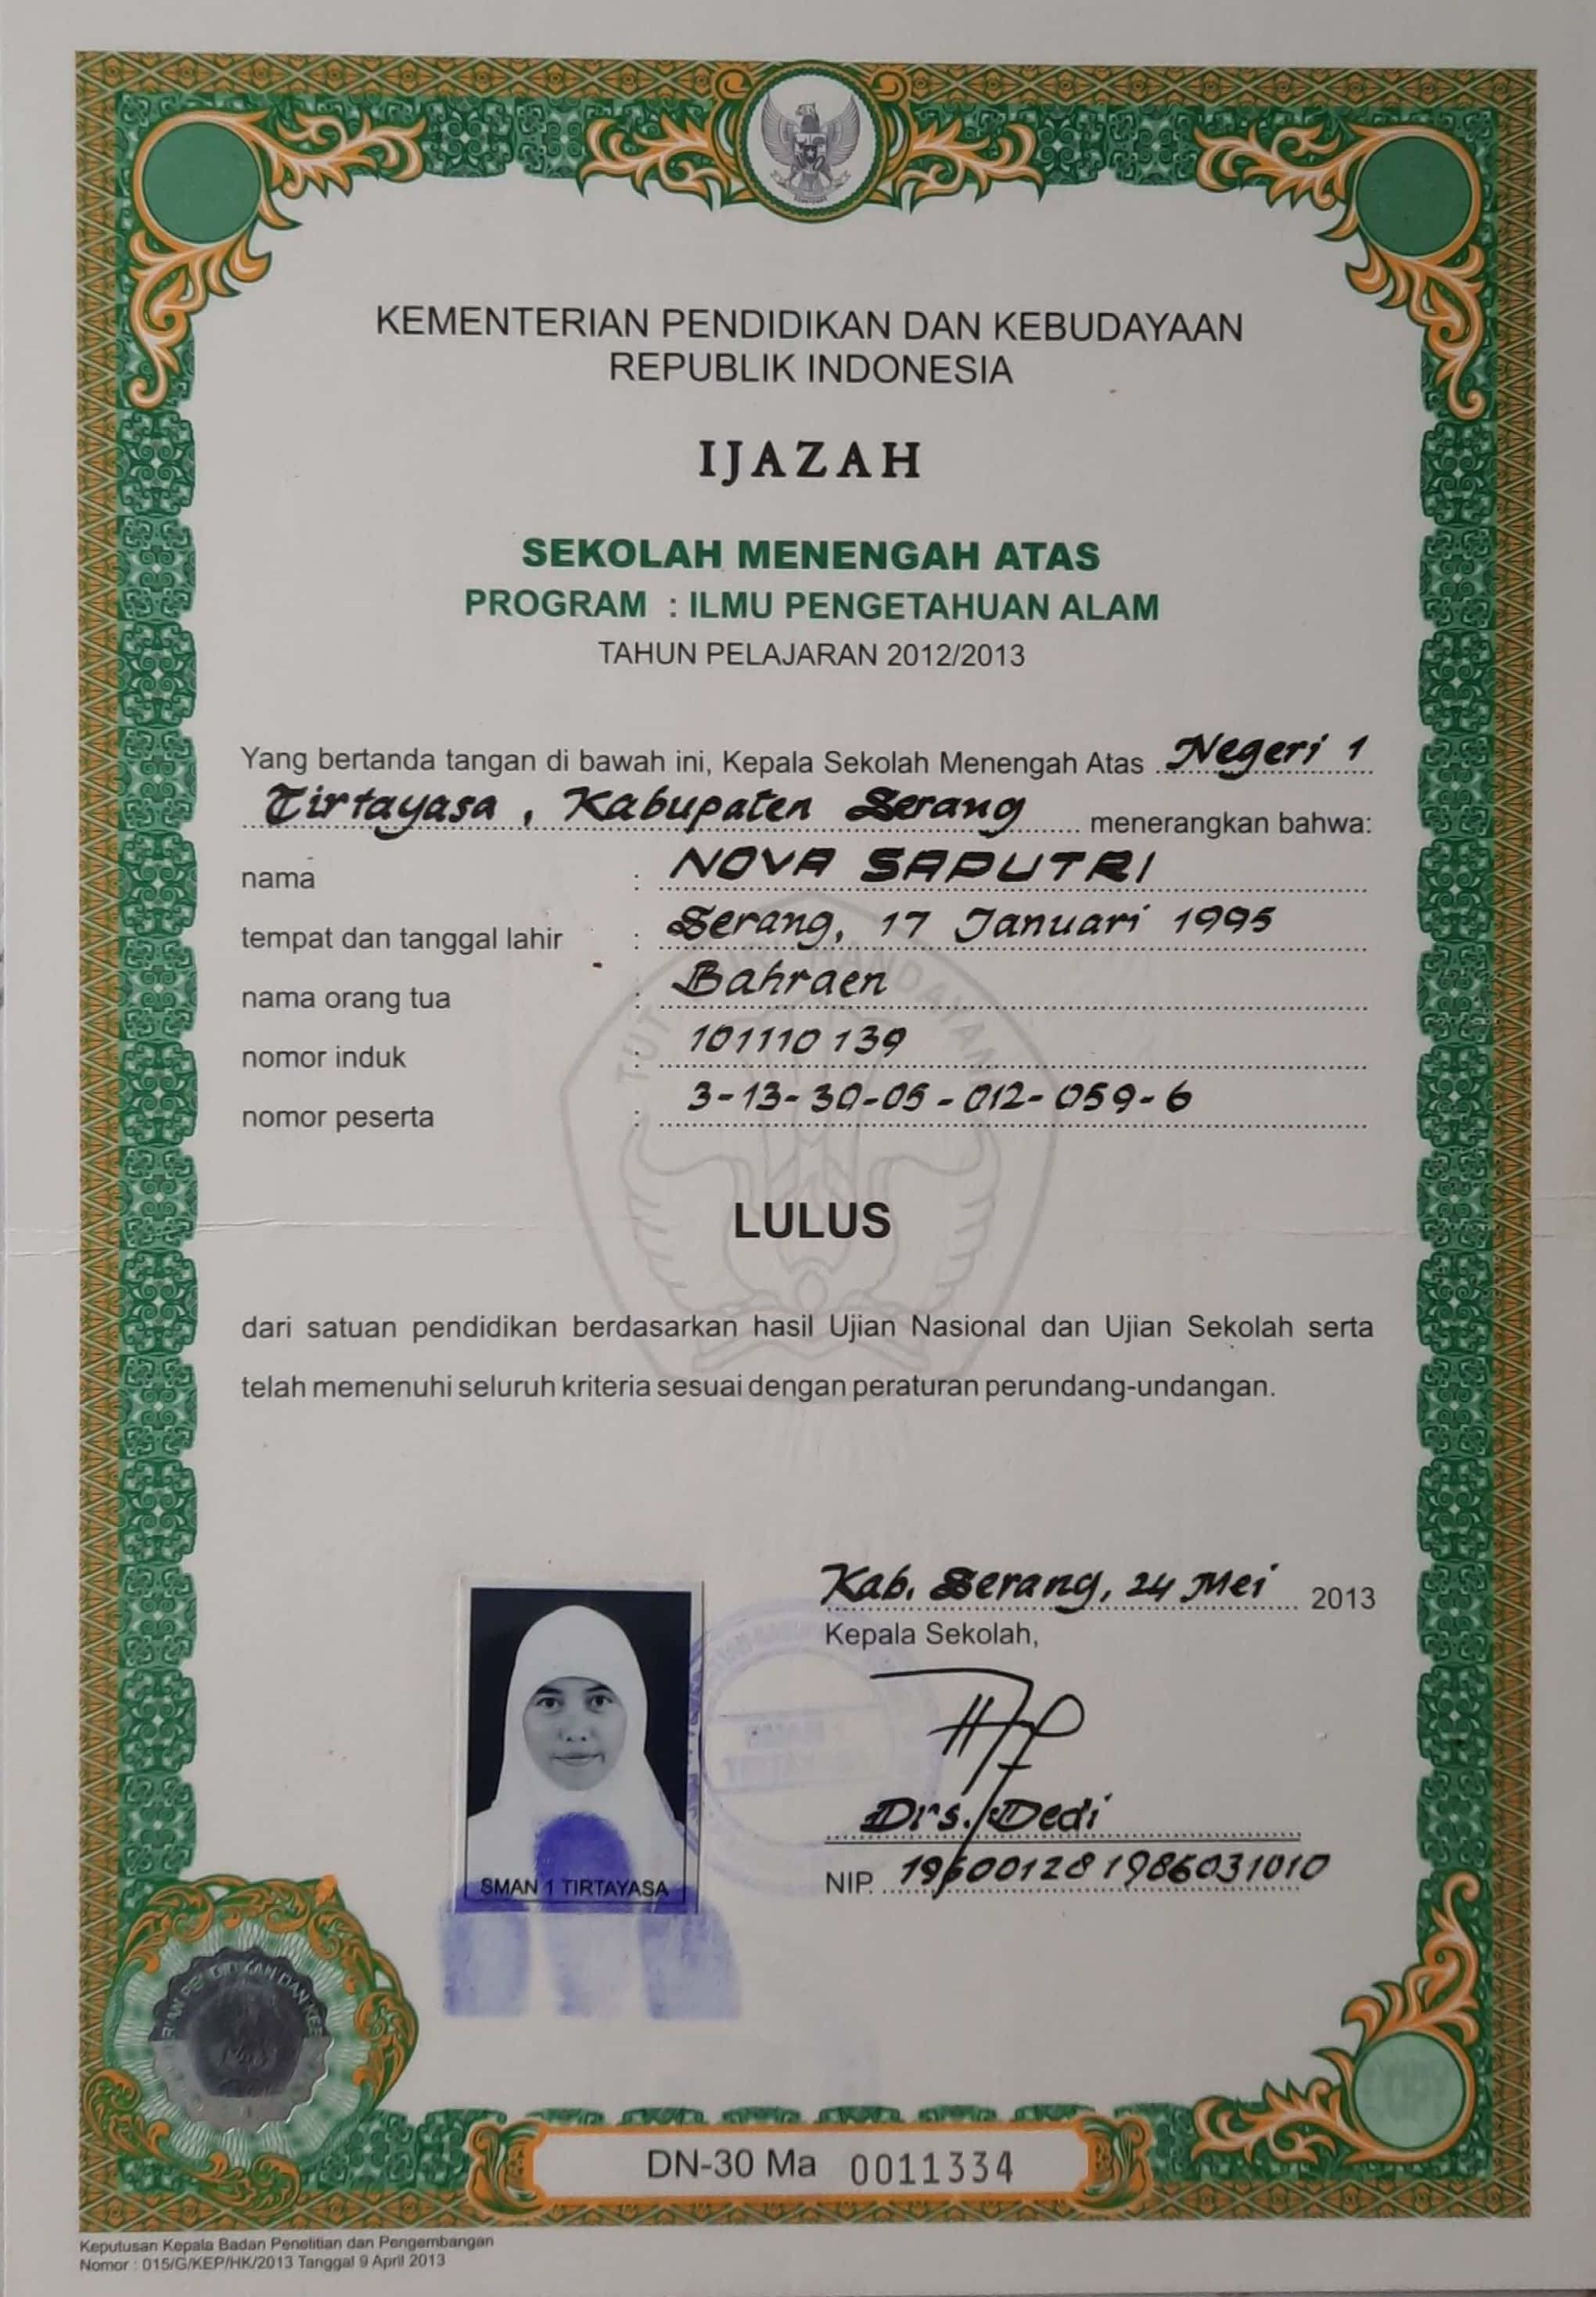 KEMENTERIAN PENDIDIKAN DAN KEBUDAYAAN
REPUBLIK INDONESIA
IJAZAH
SEKOLAH MENENGAH ATAS
PROGRAM : ILMU PENGETAHUAN ALAM
TAHUN PELAJARAN 2012/2013
Yang bertanda tangan di bawah ini, Kepala Sekolah Menengah Atas Negeri 1
Tirtayasa, Kabupaten Serang menerangkan bahwa:
nama : NOVA SAPUTRI
tempat dan tanggal lahir : Serang, 17 Januari 1995
nama orang tua : Bahraen
nomor induk : 101110139
nomor peserta : 3-13-30-05-012-059-6
TUT HANDAYANI
LULUS
dari satuan pendidikan berdasarkan hasil Ujian Nasional dan Ujian Sekolah serta
telah memenuhi seluruh kriteria sesuai dengan peraturan perundang-undangan.
Kab. Serang, 24 Mei 2013
Kepala Sekolah,
Drs. Dedi
NIP. 196001281986031010
SMAN 1 TIRTAYASA
DN-30 Ma 0011334
Keputusan Kepala Badan Penelitian dan Pengembangan
Nomor : 015/G/KEP/HK/2013 Tanggal 9 April 2013